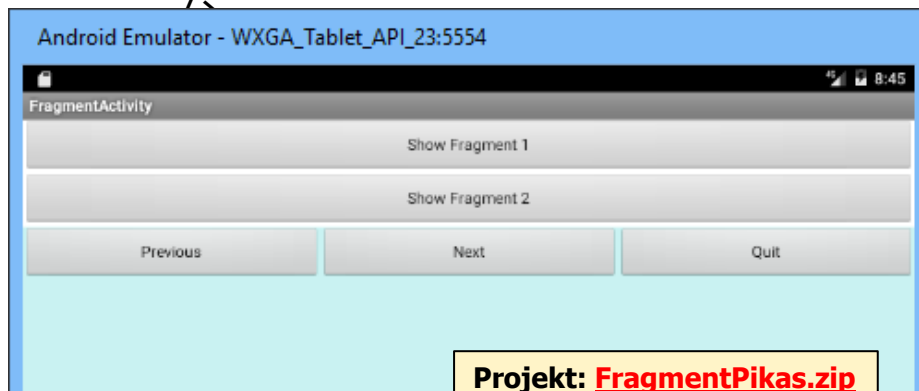 Android Emulator - WXGA_Tablet_API_23:5554
4G 8:45
FragmentActivity
Show Fragment 1
Show Fragment 2
Previous Next Quit
Projekt: FragmentPikas.zip